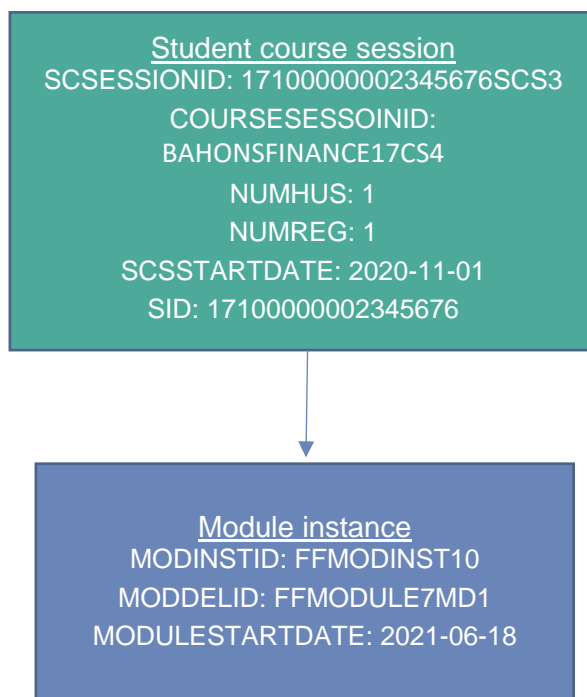 Student course session
SCSESSIONID: 17100000002345676SCS3
COURSESESSOINID:
BAHONSFINANCE17CS4
NUMHUS: 1
NUMREG: 1
SCSSTARTDATE: 2020-11-01
SID: 17100000002345676
Module instance
MODINSTID: FFMODINST10
MODDELID: FFMODULE7MD1
MODULESTARTDATE: 2021-06-18